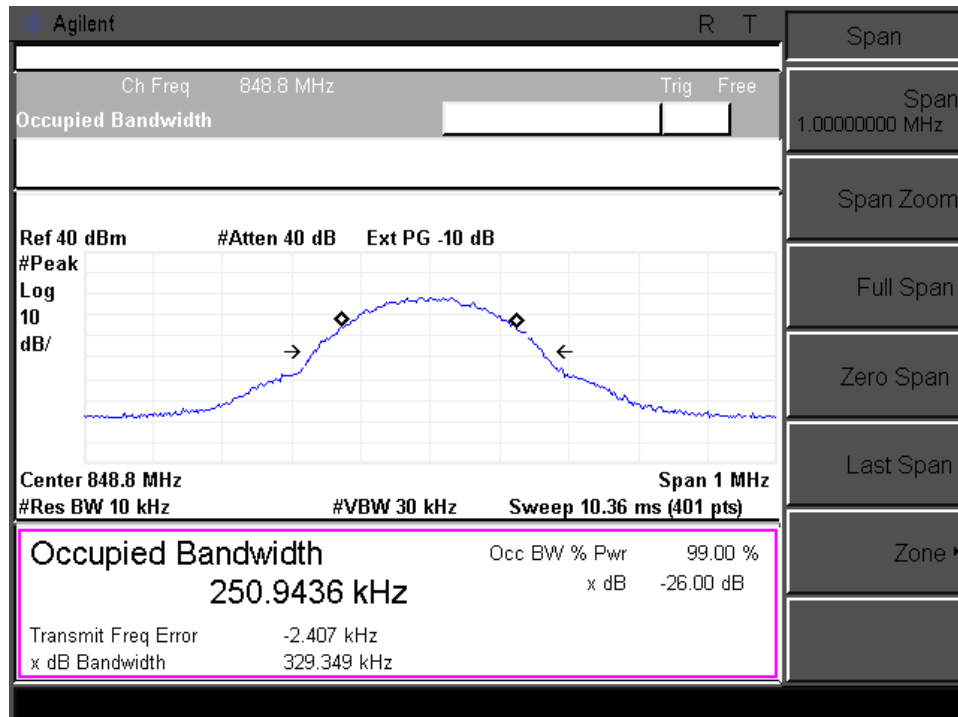 Agilent R T
Ch Freq 848.8 MHz Trig Free
Occupied Bandwidth
Ref 40 dBm #Atten 40 dB Ext PG -10 dB
#Peak
Log
10
dB/
Center 848.8 MHz Span 1 MHz
#Res BW 10 kHz #VBW 30 kHz Sweep 10.36 ms (401 pts)
Occupied Bandwidth Occ BW % Pwr 99.00 %
250.9436 kHz x dB -26.00 dB
Transmit Freq Error -2.407 kHz
x dB Bandwidth 329.349 kHz
Span
Span
1.00000000 MHz
Span Zoom
Full Span
Zero Span
Last Span
Zone